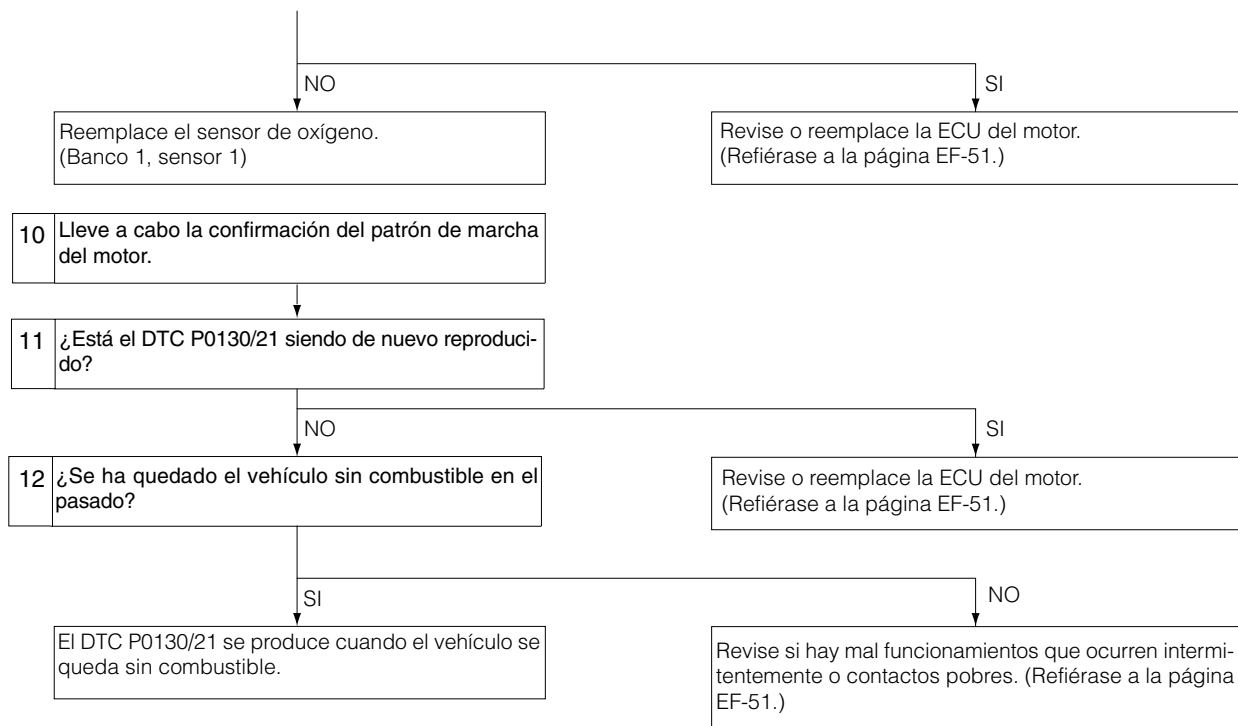 NO
SI
Reemplace el sensor de oxígeno.
(Banco 1, sensor 1)
Revise o reemplace la ECU del motor.
(Refiérase a la página EF-51.)
10 Lleve a cabo la confirmación del patrón de marcha
del motor.
11 ¿Está el DTC P0130/21 siendo de nuevo reproduci-
do?
NO
SI
12 ¿Se ha quedado el vehículo sin combustible en el
pasado?
Revise o reemplace la ECU del motor.
(Refiérase a la página EF-51.)
SI
NO
El DTC P0130/21 se produce cuando el vehículo se
queda sin combustible.
Revise si hay mal funcionamientos que ocurren intermi-
tentemente o contactos pobres. (Refiérase a la página
EF-51.)